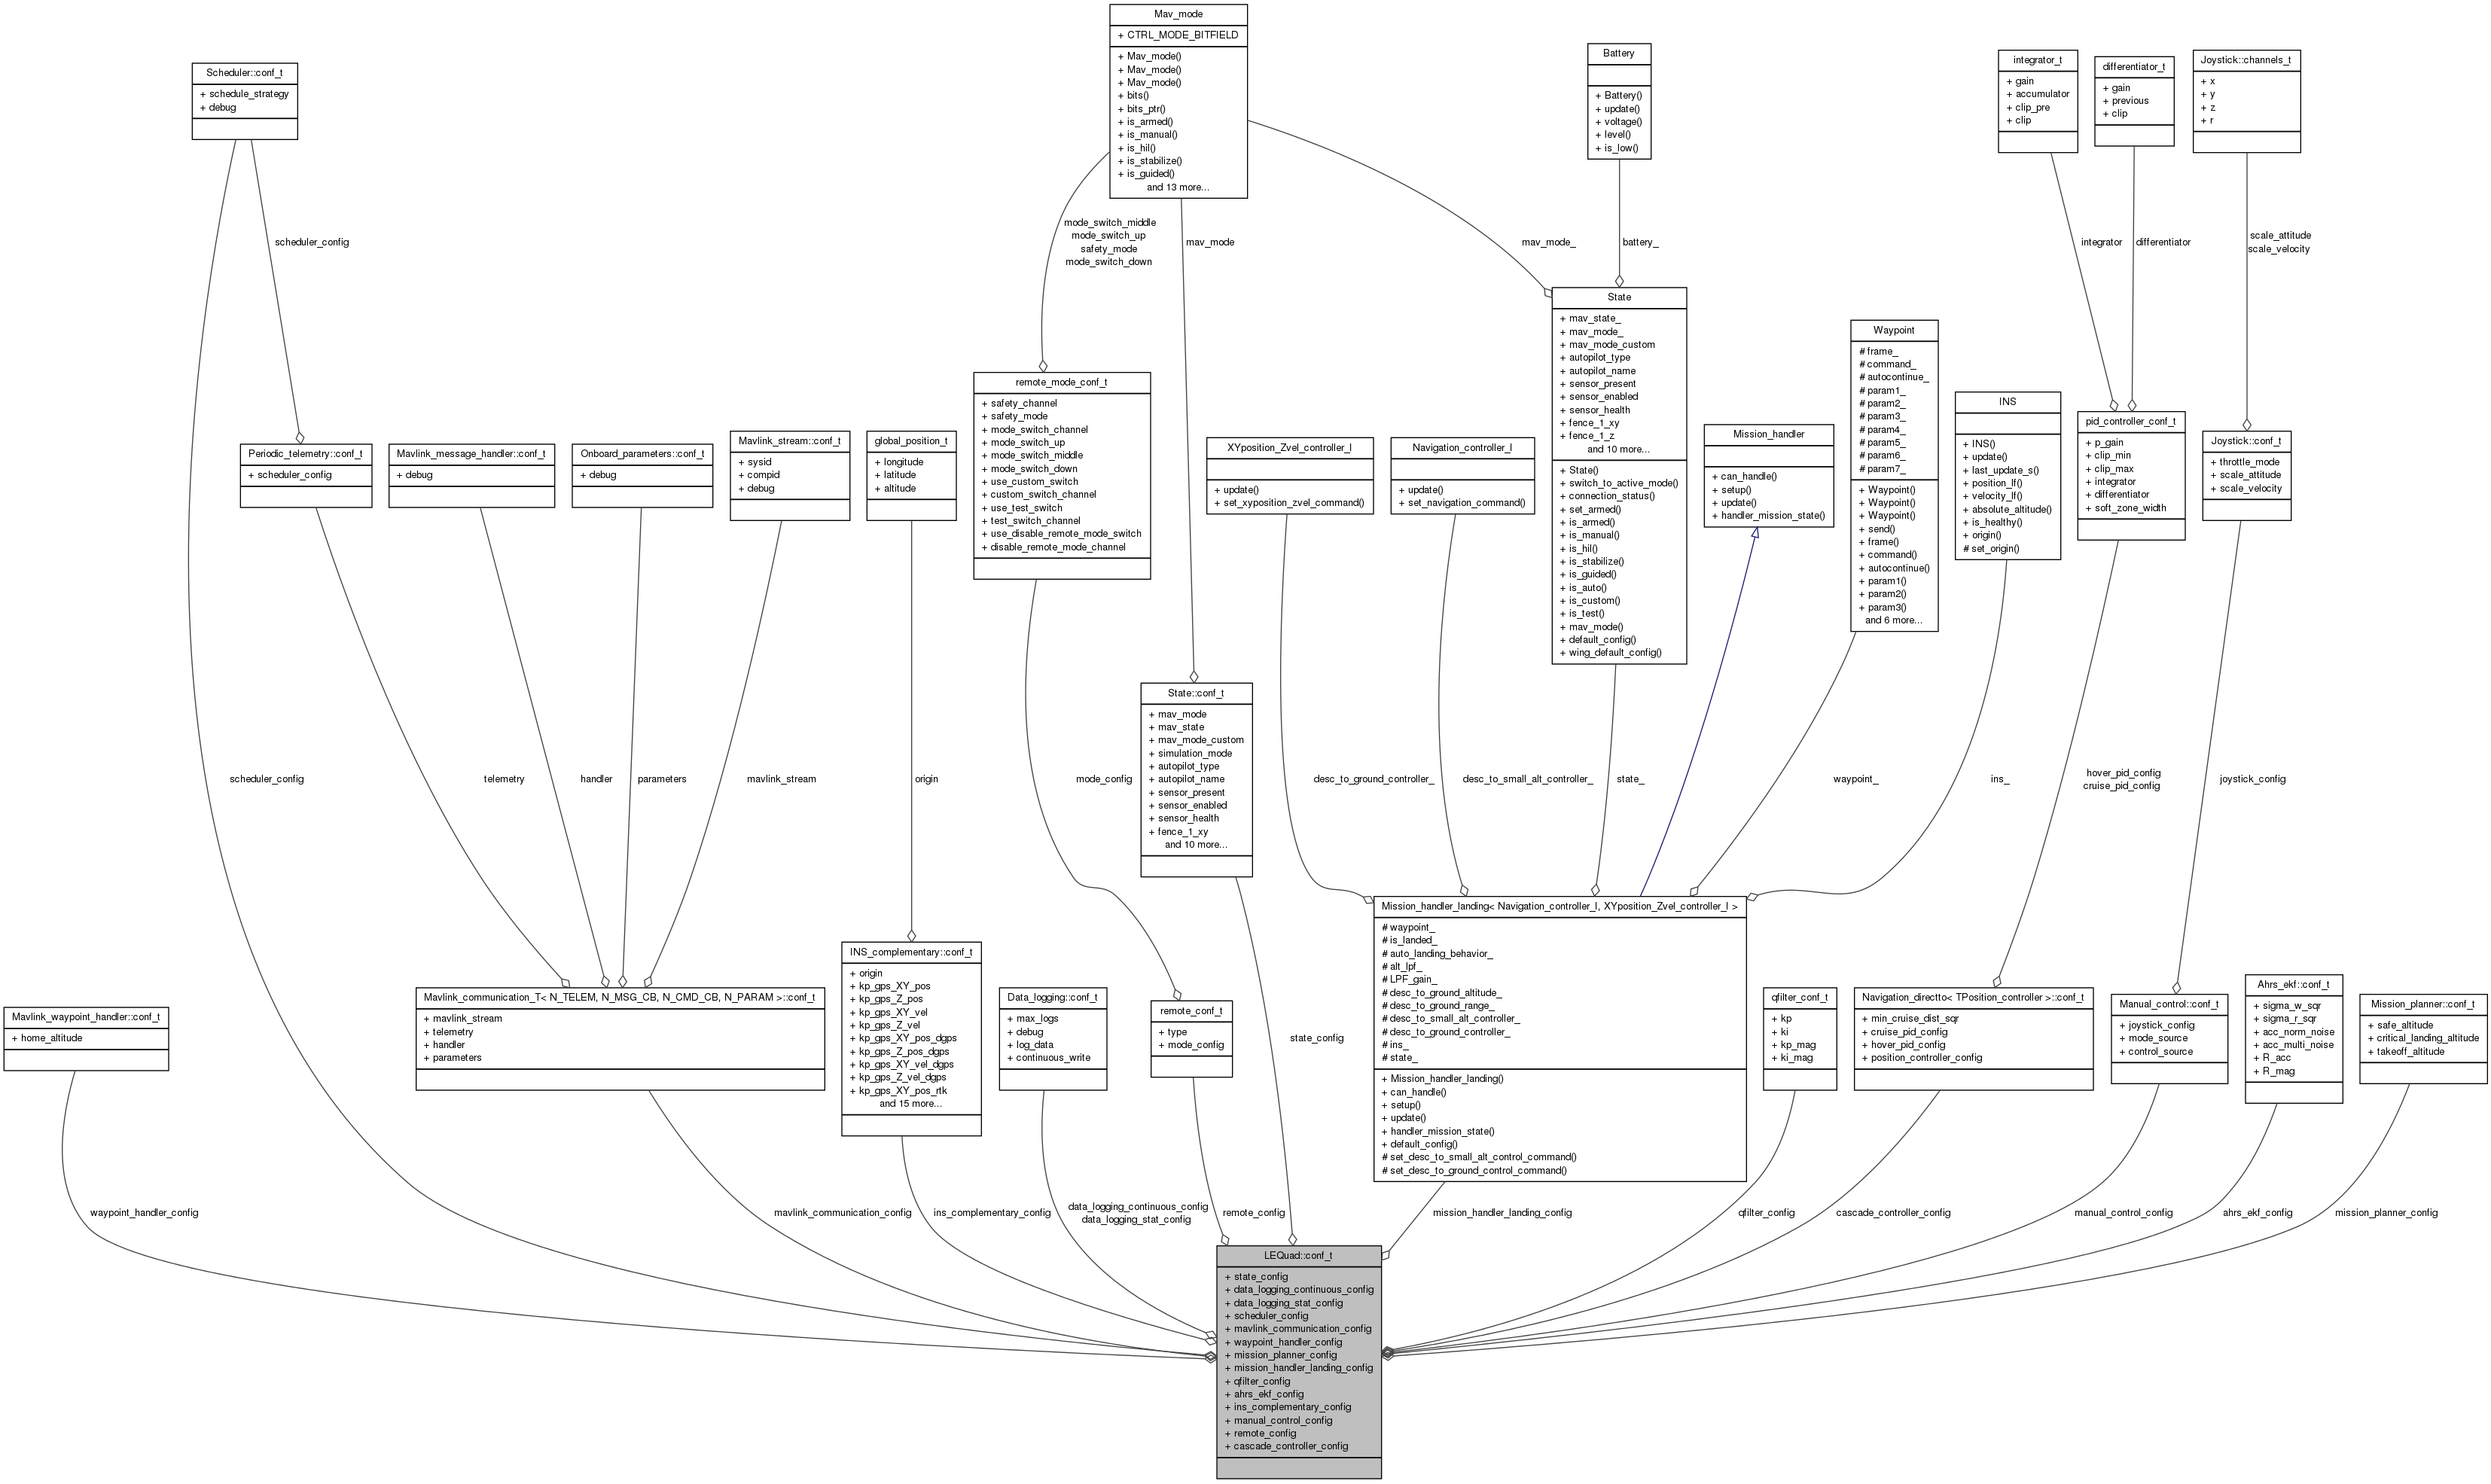 Mav_mode
+ CTRL_MODE_BITFIELD
+ Mav_mode()
+ Mav_mode()
+ Mav_mode()
+ bits()
+ bits_ptr()
+ is_armed()
+ is_manual()
+ is_hil()
+ is_stabilize()
+ is_guided()
and 13 more...
Battery
+ Battery()
+ update()
+ voltage()
+ level()
+ is_low()
integrator_t
+ gain
+ accumulator
+ clip_pre
+ clip
differentiator_t
+ gain
+ previous
+ clip
Joystick::channels_t
+ x
+ y
+ z
+ r
Scheduler::conf_t
+ schedule_strategy
+ debug
scheduler_config
mode_switch_middle
mode_switch_up
safety_mode
mode_switch_down
mav_mode
mav_mode_
battery_
integrator
differentiator
scale_attitude
scale_velocity
State
+ mav_state_
+ mav_mode_
+ mav_mode_custom
+ autopilot_type
+ autopilot_name
+ sensor_present
+ sensor_enabled
+ sensor_health
+ fence_1_xy
+ fence_1_z
and 10 more...
+ State()
+ switch_to_active_mode()
+ connection_status()
+ set_armed()
+ is_armed()
+ is_manual()
+ is_hil()
+ is_stabilize()
+ is_guided()
+ is_auto()
+ is_custom()
+ is_test()
+ mav_mode()
+ default_config()
+ wing_default_config()
Waypoint
# frame_
# command_
# autocontinue_
# param1_
# param2_
# param3_
# param4_
# param5_
# param6_
# param7_
+ Waypoint()
+ Waypoint()
+ Waypoint()
+ send()
+ frame()
+ command()
+ autocontinue()
+ param1()
+ param2()
+ param3()
and 6 more...
remote_mode_conf_t
+ safety_channel
+ safety_mode
+ mode_switch_channel
+ mode_switch_up
+ mode_switch_middle
+ mode_switch_down
+ use_custom_switch
+ custom_switch_channel
+ use_test_switch
+ test_switch_channel
+ use_disable_remote_mode_switch
+ disable_remote_mode_channel
INS
+ INS()
+ update()
+ last_update_s()
+ position_lf()
+ velocity_lf()
+ absolute_altitude()
+ is_healthy()
+ origin()
# set_origin()
pid_controller_conf_t
+ p_gain
+ clip_min
+ clip_max
+ integrator
+ differentiator
+ soft_zone_width
Mission_handler
+ can_handle()
+ setup()
+ update()
+ handler_mission_state()
Joystick::conf_t
+ throttle_mode
+ scale_attitude
+ scale_velocity
Mavlink_stream::conf_t
+ sysid
+ compid
+ debug
global_position_t
+ longitude
+ latitude
+ altitude
XYposition_Zvel_controller_I
+ update()
+ set_xyposition_zvel_command()
Navigation_controller_I
+ update()
+ set_navigation_command()
Periodic_telemetry::conf_t
+ scheduler_config
Mavlink_message_handler::conf_t
+ debug
Onboard_parameters::conf_t
+ debug
State::conf_t
+ mav_mode
+ mav_state
+ mav_mode_custom
+ simulation_mode
+ autopilot_type
+ autopilot_name
+ sensor_present
+ sensor_enabled
+ sensor_health
+ fence_1_xy
and 10 more...
scheduler_config
telemetry
handler
parameters
mavlink_stream
origin
mode_config
desc_to_ground_controller_
desc_to_small_alt_controller_
state_
waypoint_
ins_
hover_pid_config
cruise_pid_config
joystick_config
Mission_handler_landing< Navigation_controller_I, XYposition_Zvel_controller_I >
# waypoint_
# is_landed_
# auto_landing_behavior_
# alt_lpf_
# LPF_gain_
# desc_to_ground_altitude_
# desc_to_ground_range_
# desc_to_small_alt_controller_
# desc_to_ground_controller_
# ins_
# state_
+ Mission_handler_landing()
+ can_handle()
+ setup()
+ update()
+ handler_mission_state()
+ default_config()
# set_desc_to_small_alt_control_command()
# set_desc_to_ground_control_command()
INS_complementary::conf_t
+ origin
+ kp_gps_XY_pos
+ kp_gps_Z_pos
+ kp_gps_XY_vel
+ kp_gps_Z_vel
+ kp_gps_XY_pos_dgps
+ kp_gps_Z_pos_dgps
+ kp_gps_XY_vel_dgps
+ kp_gps_Z_vel_dgps
+ kp_gps_XY_pos_rtk
and 15 more...
Mavlink_waypoint_handler::conf_t
+ home_altitude
Mavlink_communication_T< N_TELEM, N_MSG_CB, N_CMD_CB, N_PARAM >::conf_t
+ mavlink_stream
+ telemetry
+ handler
+ parameters
Data_logging::conf_t
+ max_logs
+ debug
+ log_data
+ continuous_write
remote_conf_t
+ type
+ mode_config
qfilter_conf_t
+ kp
+ ki
+ kp_mag
+ ki_mag
Navigation_directto< TPosition_controller >::conf_t
+ min_cruise_dist_sqr
+ cruise_pid_config
+ hover_pid_config
+ position_controller_config
Manual_control::conf_t
+ joystick_config
+ mode_source
+ control_source
Ahrs_ekf::conf_t
+ sigma_w_sqr
+ sigma_r_sqr
+ acc_norm_noise
+ acc_multi_noise
+ R_acc
+ R_mag
Mission_planner::conf_t
+ safe_altitude
+ critical_landing_altitude
+ takeoff_altitude
state_config
waypoint_handler_config
mavlink_communication_config
ins_complementary_config
data_logging_continuous_config
data_logging_stat_config
remote_config
mission_handler_landing_config
qfilter_config
cascade_controller_config
manual_control_config
ahrs_ekf_config
mission_planner_config
LEQuad::conf_t
+ state_config
+ data_logging_continuous_config
+ data_logging_stat_config
+ scheduler_config
+ mavlink_communication_config
+ waypoint_handler_config
+ mission_planner_config
+ mission_handler_landing_config
+ qfilter_config
+ ahrs_ekf_config
+ ins_complementary_config
+ manual_control_config
+ remote_config
+ cascade_controller_config